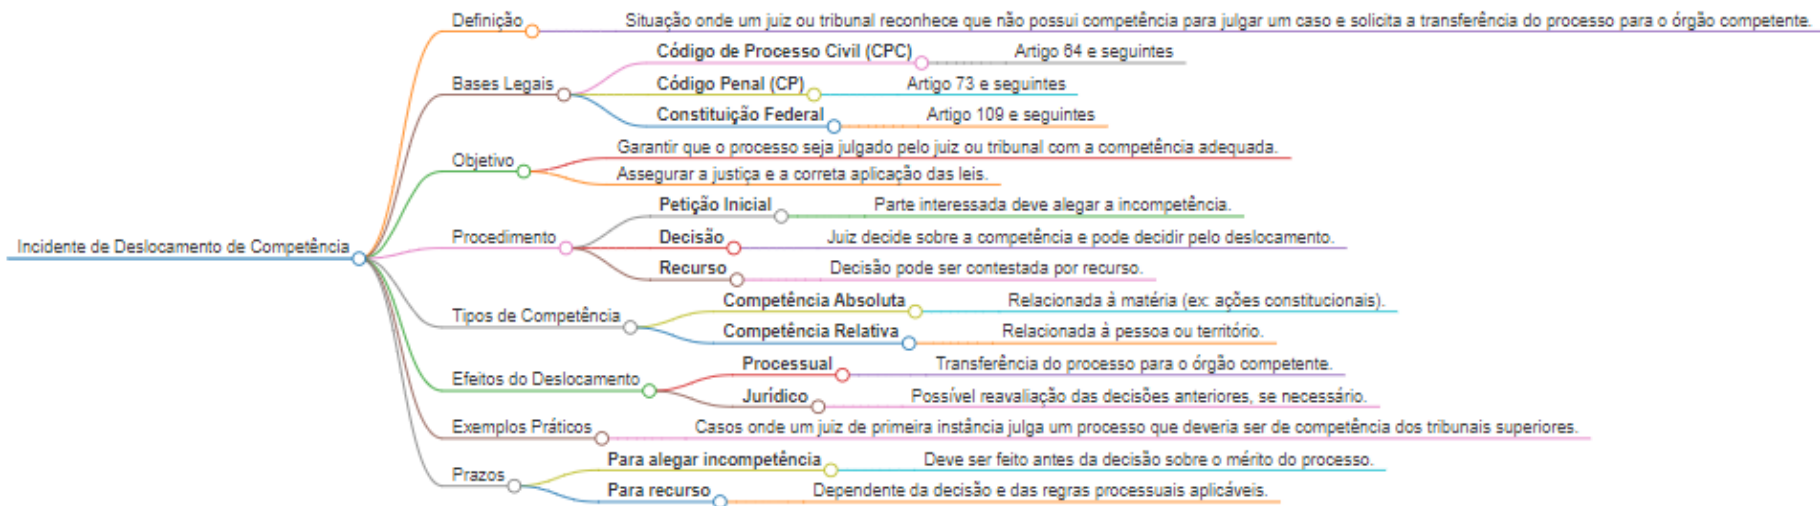 Definição
Situação onde um juiz ou tribunal reconhece que não possui competência para julgar um caso e solicita a transferência do processo para o órgão competente.
Bases Legais
Código de Processo Civil (CPC)
Artigo 64 e seguintes
Código Penal (CP)
Artigo 73 e seguintes
Constituição Federal
Artigo 109 e seguintes
Objetivo
Garantir que o processo seja julgado pelo juiz ou tribunal com a competência adequada.
Assegurar a justiça e a correta aplicação das leis.
Incidente de Deslocamento de Competência
Procedimento
Petição Inicial
Parte interessada deve alegar a incompetência.
Decisão
Juiz decide sobre a competência e pode decidir pelo deslocamento.
Recurso
Decisão pode ser contestada por recurso.
Tipos de Competência
Competência Absoluta
Relacionada à matéria (ex: ações constitucionais).
Competência Relativa
Relacionada à pessoa ou território.
Efeitos do Deslocamento
Processual
Transferência do processo para o órgão competente.
Jurídico
Possível reavaliação das decisões anteriores, se necessário.
Exemplos Práticos
Casos onde um juiz de primeira instância julga um processo que deveria ser de competência dos tribunais superiores.
Prazos
Para alegar incompetência
Deve ser feito antes da decisão sobre o mérito do processo.
Para recurso
Dependente da decisão e das regras processuais aplicáveis.